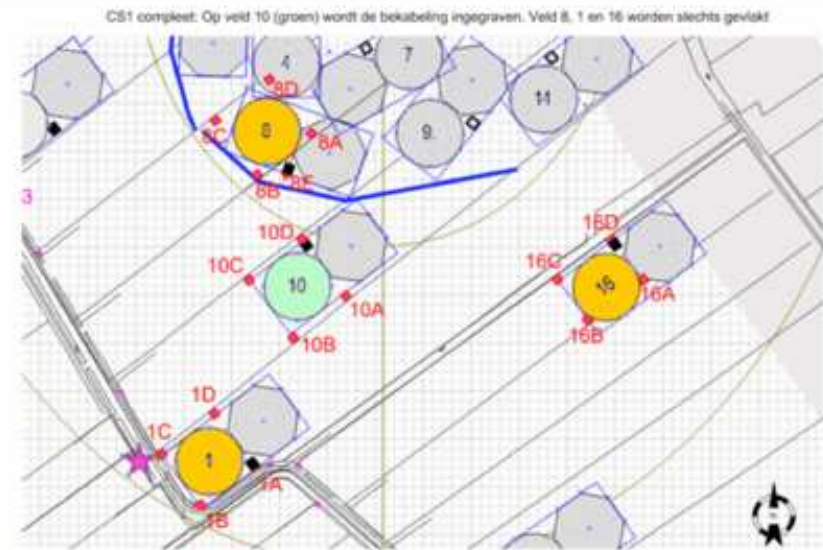 CS1 compleet: Op veld 10 (groen) wordt de bekabeling ingegraven. Veld 8, 1 en 16 worden slechts gevlakt
4
7
8D
11
8C
8
8A
9
8B
8F
3
10D
16D
10C
10
16C
16
16A
10A
16B
10B
1D
1C
1
1A
1B